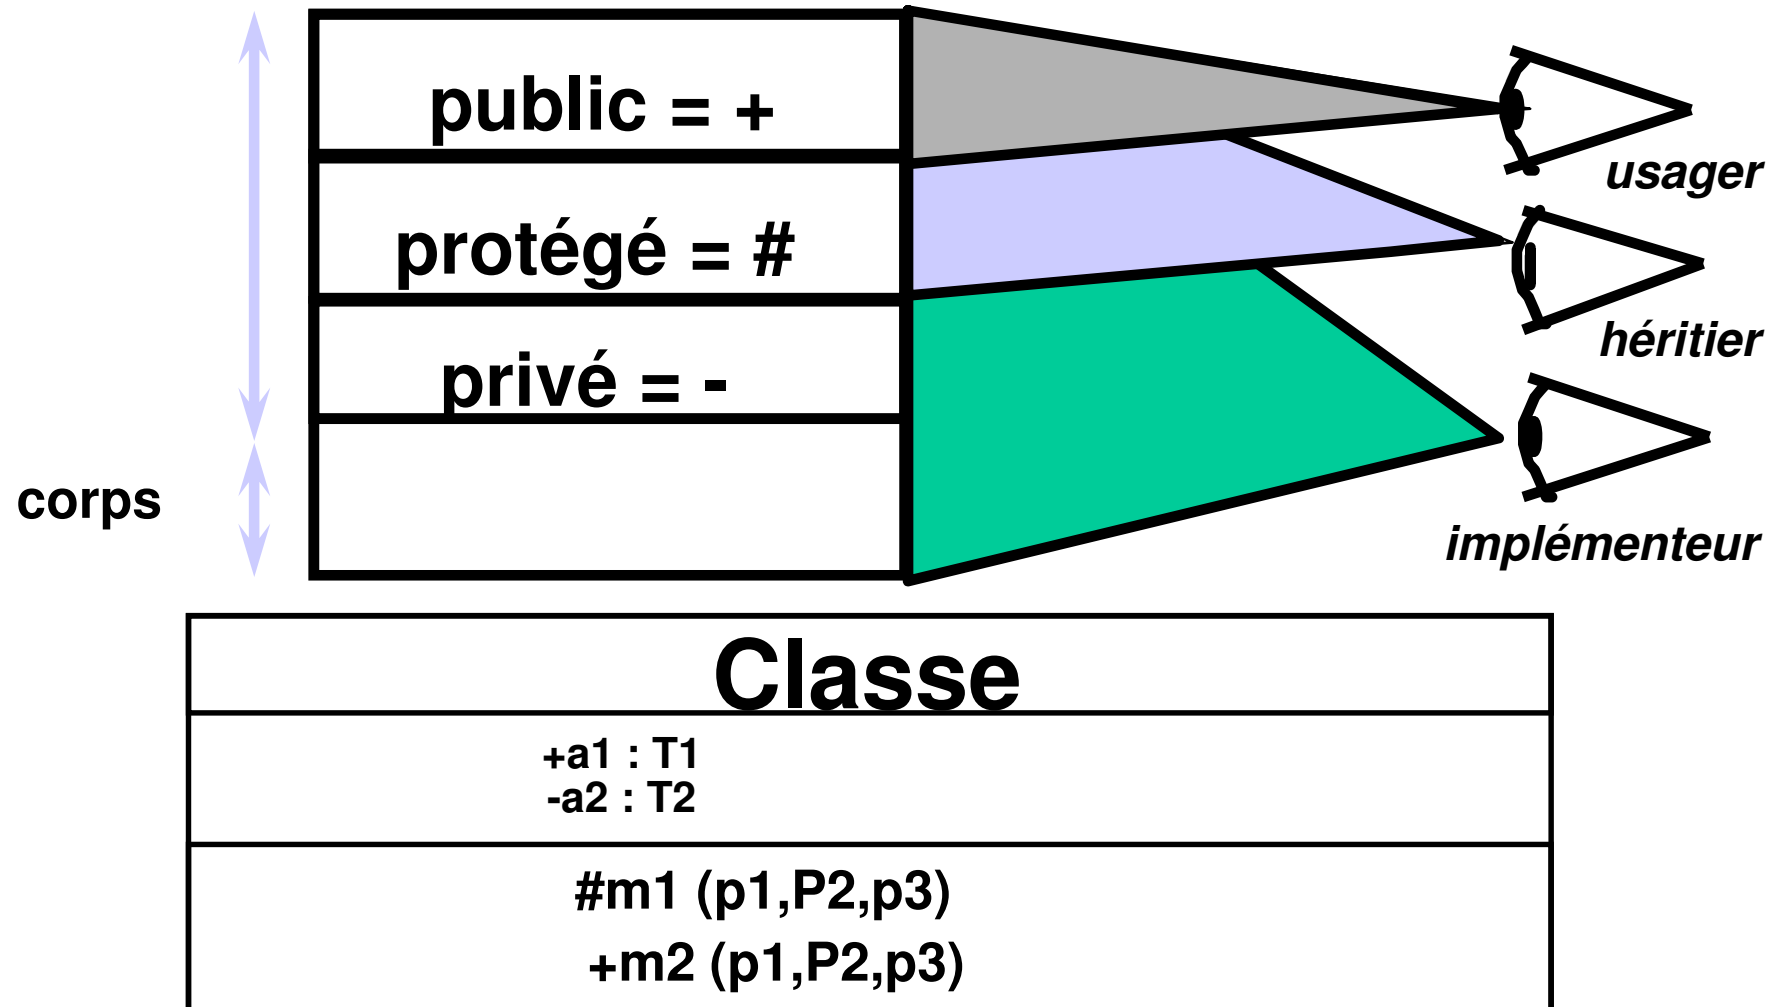 public = +
usager
protégé = #
héritier
privé = -
corps
implémenteur
Classe
+a1 : T1
-a2 : T2
#m1 (p1,P2,p3)
+m2 (p1,P2,p3)